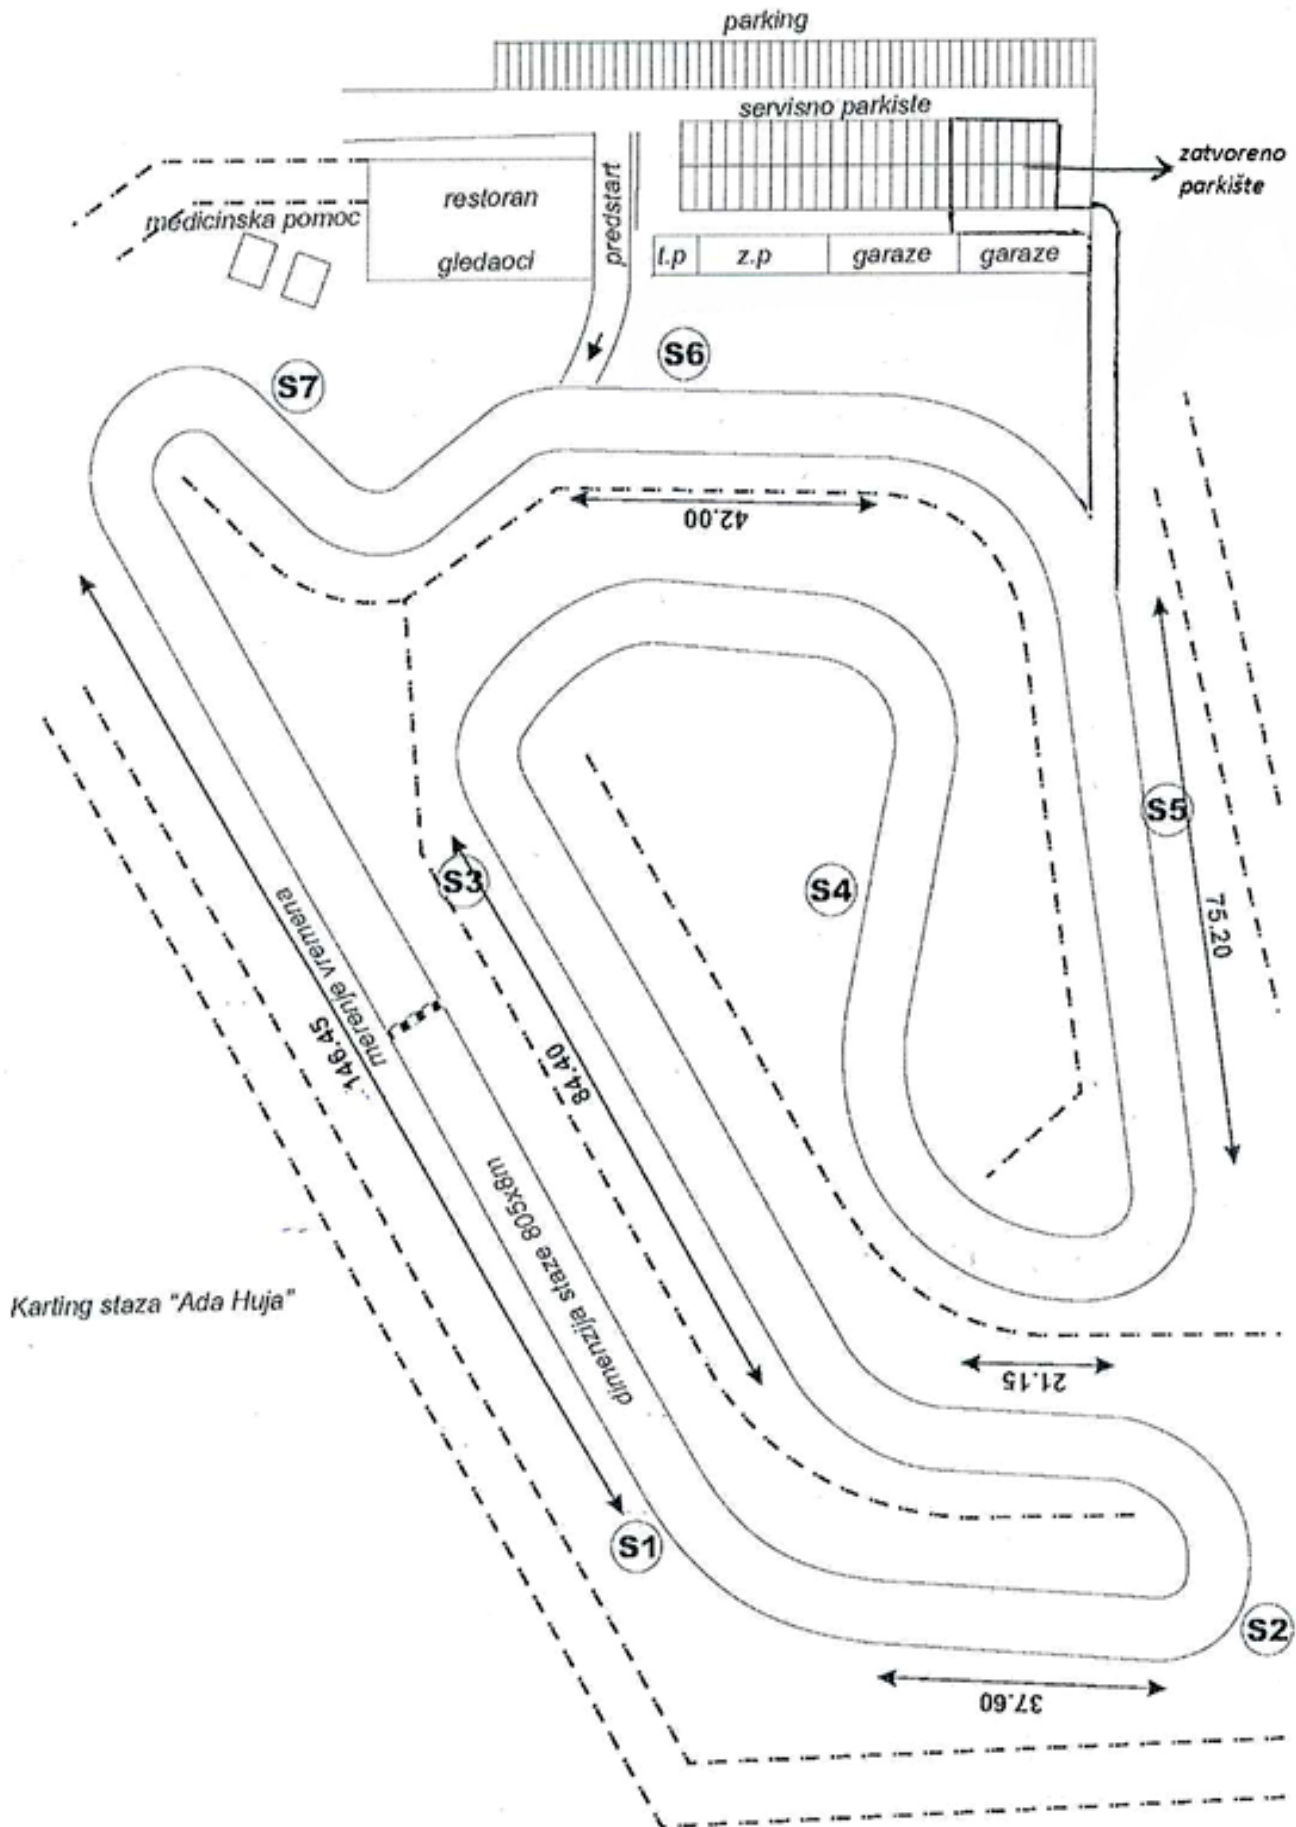 parking
servisno parkiste
zatvoreno
parkište
restoran
predstart
medicinska pomoc
gledaoci
t.p
z.p
garaze
garaze
S6
S7
42.00
S5
S3
S4
75.20
merenje vremena
146.45
84.40
dimenzija staze 805x8m
Karting staza "Ada Huja"
21.15
S1
S2
37.60